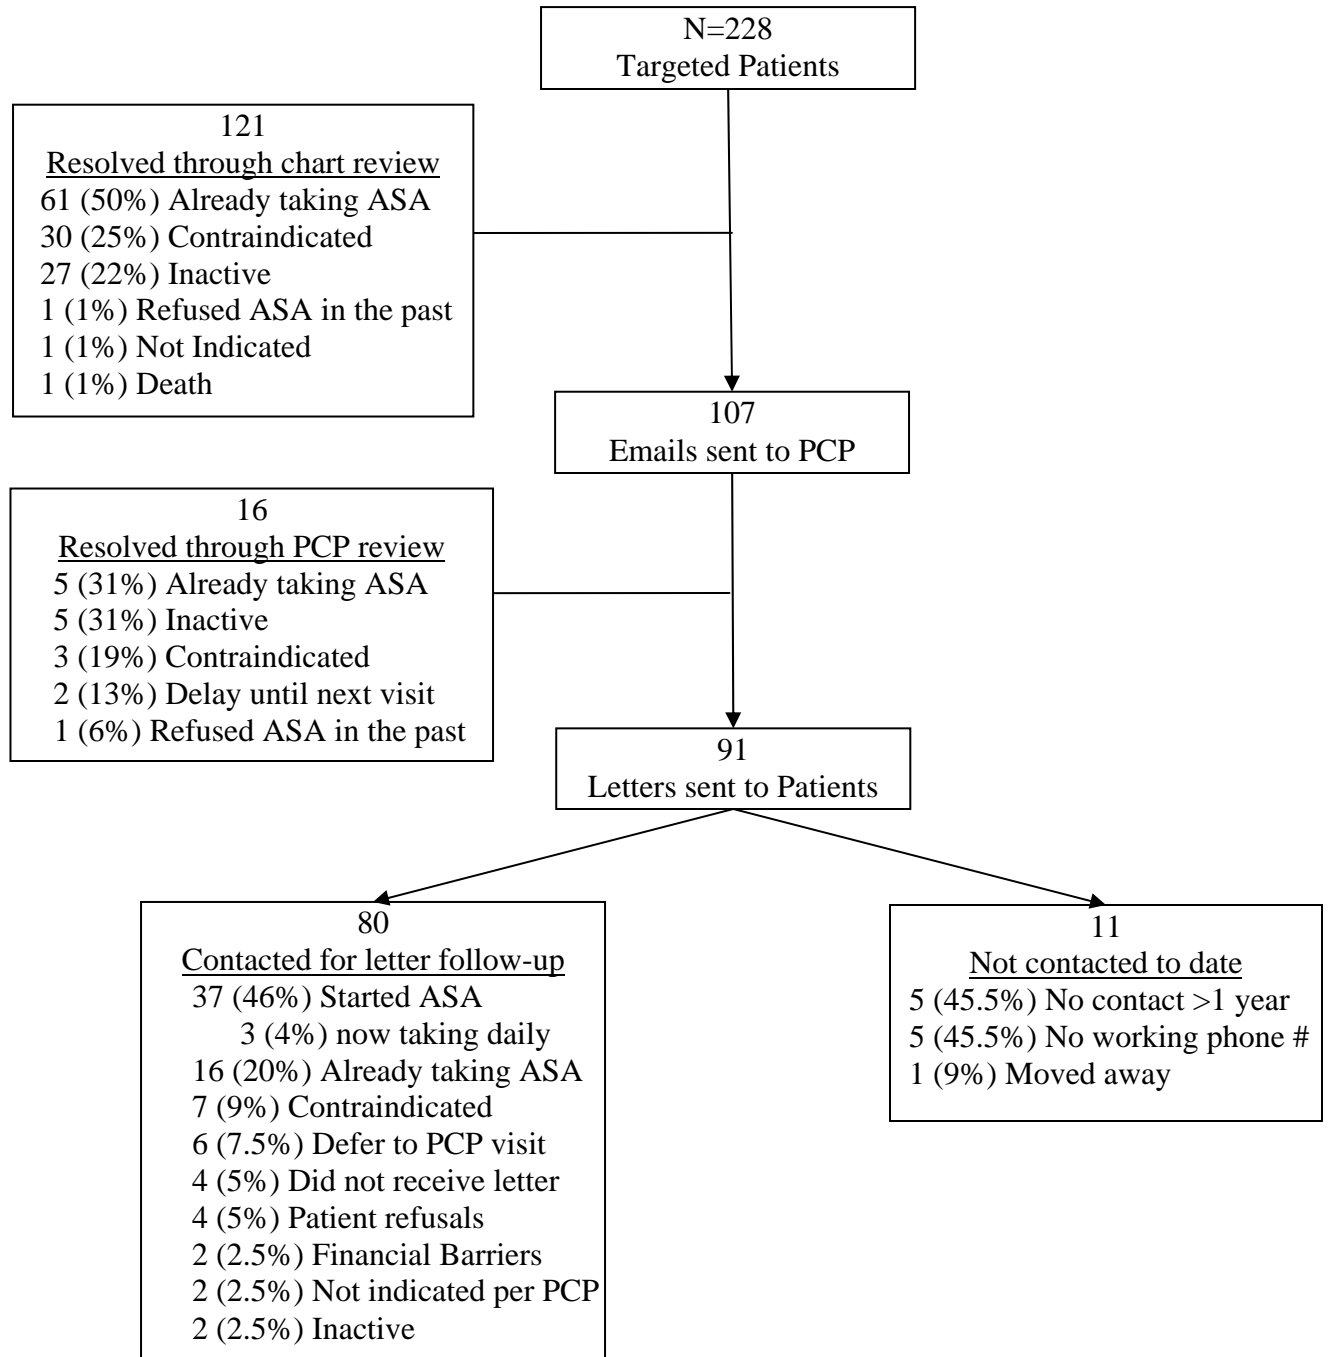 N=228
Targeted Patients
121
Resolved through chart review
61 (50%) Already taking ASA
30 (25%) Contraindicated
27 (22%) Inactive
1 (1%) Refused ASA in the past
1 (1%) Not Indicated
1 (1%) Death
107
Emails sent to PCP
16
Resolved through PCP review
5 (31%) Already taking ASA
5 (31%) Inactive
3 (19%) Contraindicated
2 (13%) Delay until next visit
1 (6%) Refused ASA in the past
91
Letters sent to Patients
80
Contacted for letter follow-up
37 (46%) Started ASA
3 (4%) now taking daily
16 (20%) Already taking ASA
7 (9%) Contraindicated
6 (7.5%) Defer to PCP visit
4 (5%) Did not receive letter
4 (5%) Patient refusals
2 (2.5%) Financial Barriers
2 (2.5%) Not indicated per PCP
2 (2.5%) Inactive
11
Not contacted to date
5 (45.5%) No contact >1 year
5 (45.5%) No working phone #
1 (9%) Moved away